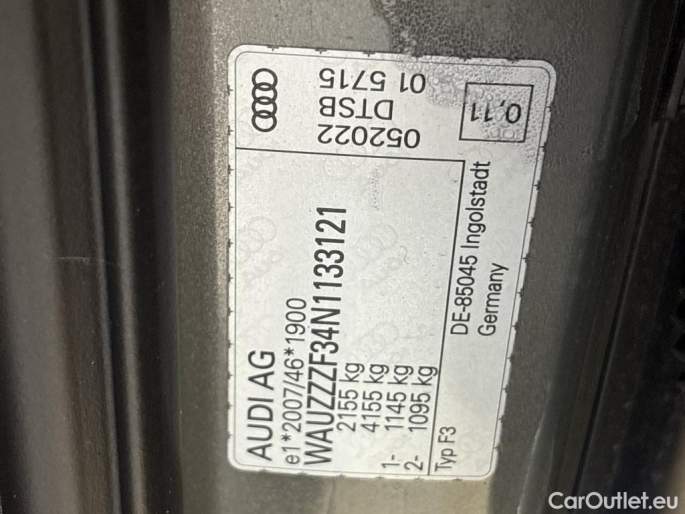 AUDI AG
e1*2007/46*1900
WAUZZZF34N1133121
2155 kg
4155 kg
1- 1145 kg
2- 1095 kg
Typ F3
DE-85045 Ingolstadt
Germany
052022
DTSB
01 5715
0,11
CarOutlet.eu